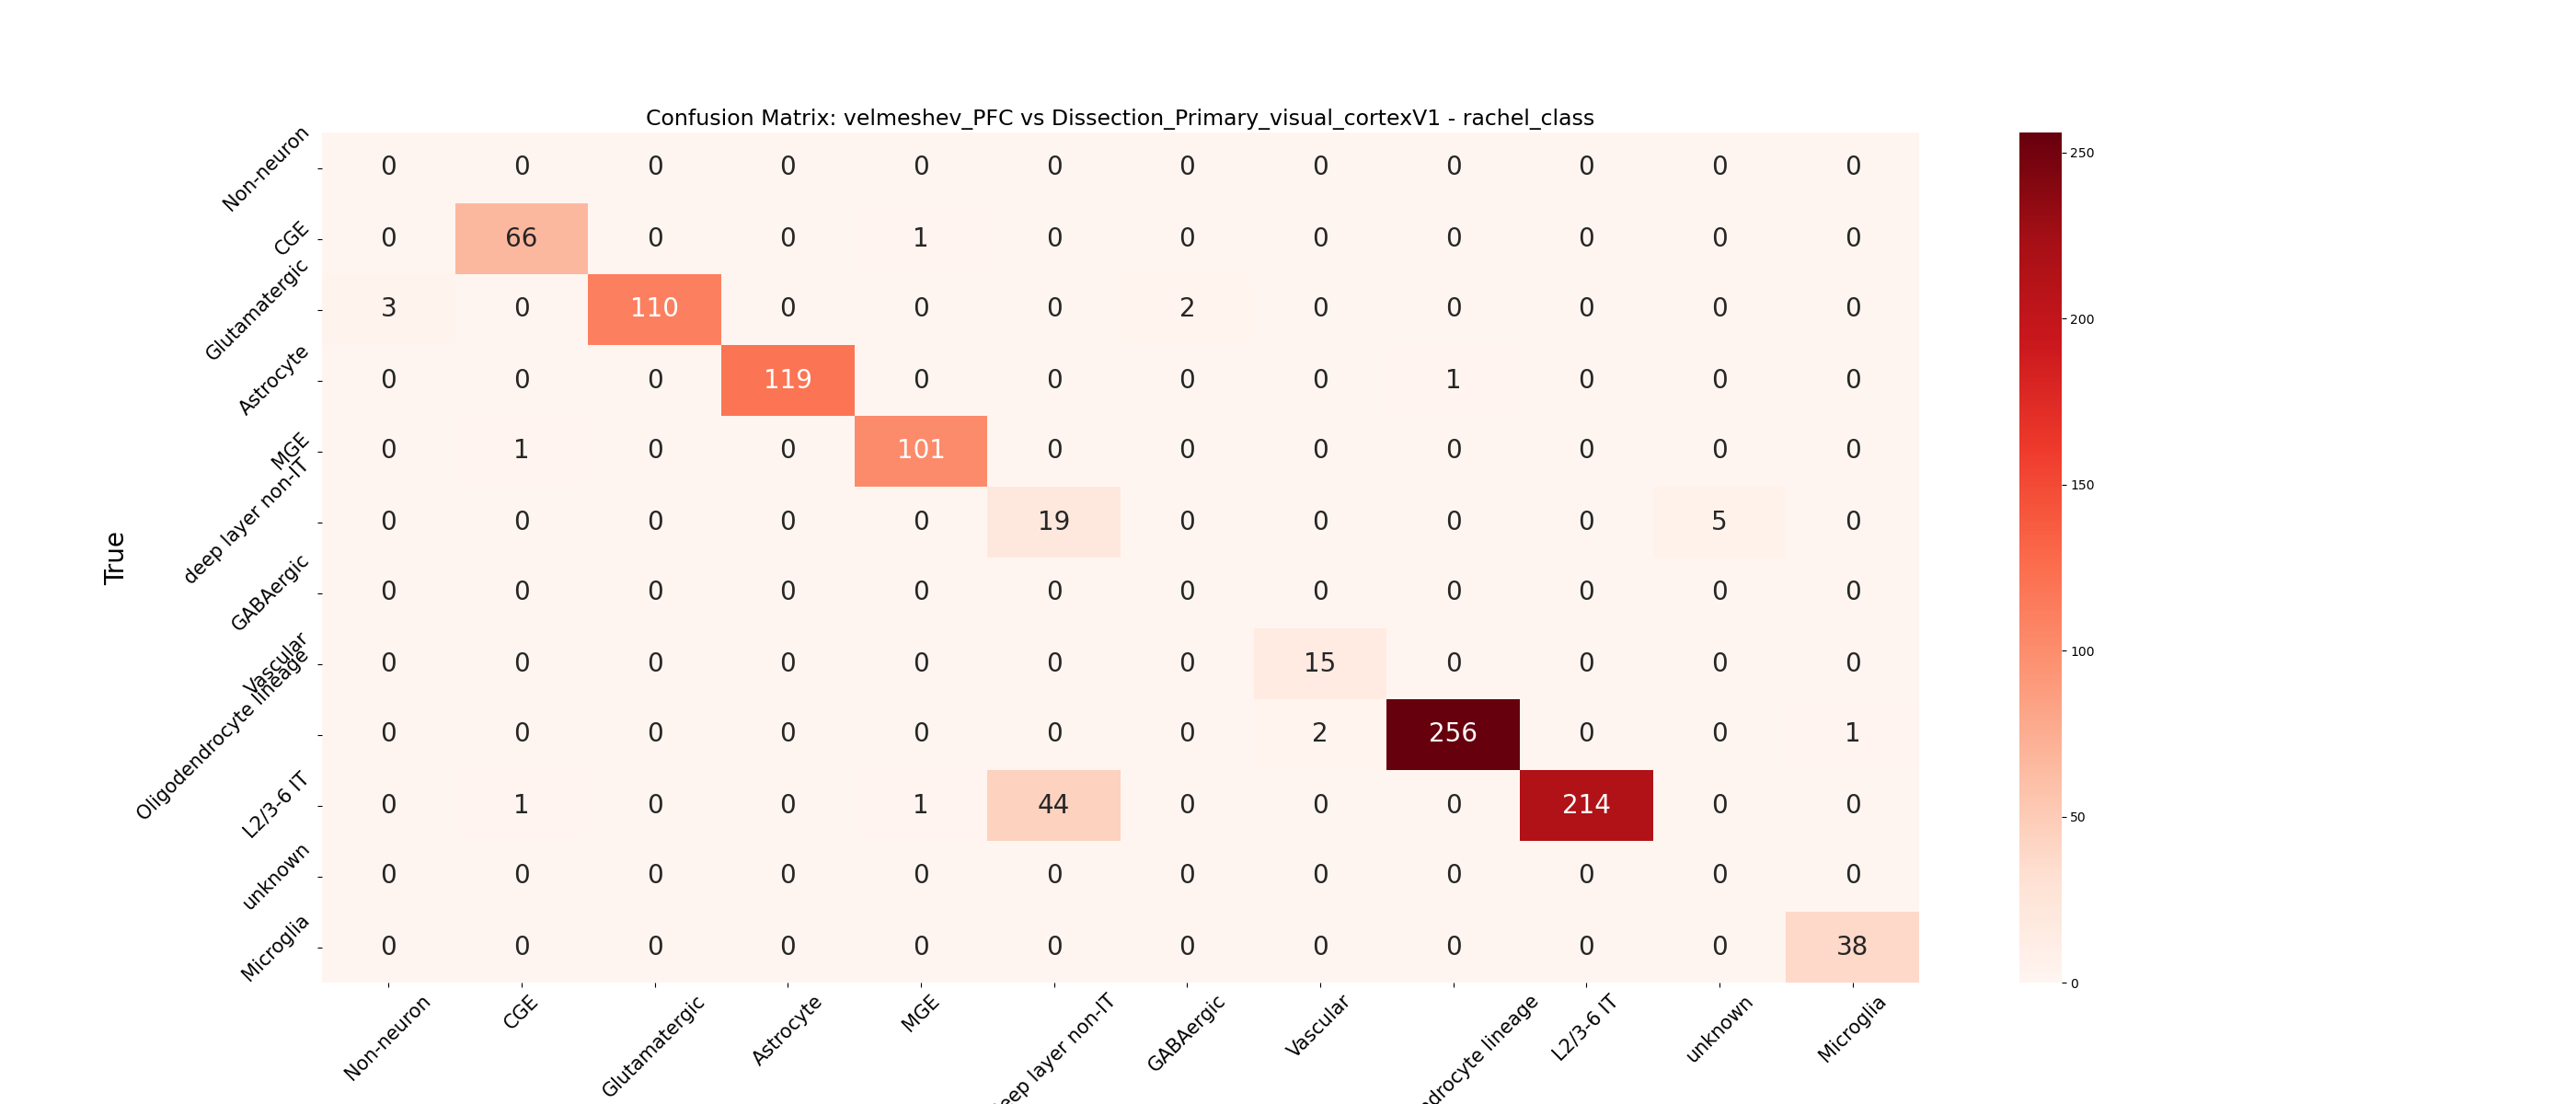 Confusion Matrix: velmeshev_PFC vs Dissection_Primary_visual_cortexV1 - rachel_class
True
Non-neuron 0 0 0 0 0 0 0 0 0 0 0 0
CGE 0 66 0 0 1 0 0 0 0 0 0 0
Glutamatergic 3 0 110 0 0 0 2 0 0 0 0 0
Astrocyte 0 0 0 119 0 0 0 0 1 0 0 0
MGE 0 1 0 0 101 0 0 0 0 0 0 0
deep layer non-IT 0 0 0 0 0 19 0 0 0 0 5 0
GABAergic 0 0 0 0 0 0 0 0 0 0 0 0
Vascular 0 0 0 0 0 0 0 15 0 0 0 0
Oligodendrocyte lineage 0 0 0 0 0 0 0 2 256 0 0 1
L2/3-6 IT 0 1 0 0 1 44 0 0 0 214 0 0
unknown 0 0 0 0 0 0 0 0 0 0 0 0
Microglia 0 0 0 0 0 0 0 0 0 0 0 38
Non-neuron CGE Glutamatergic Astrocyte MGE eep layer non-IT GABAergic Vascular ndrocyte lineage L2/3-6 IT unknown Microglia
250
200
150
100
50
0